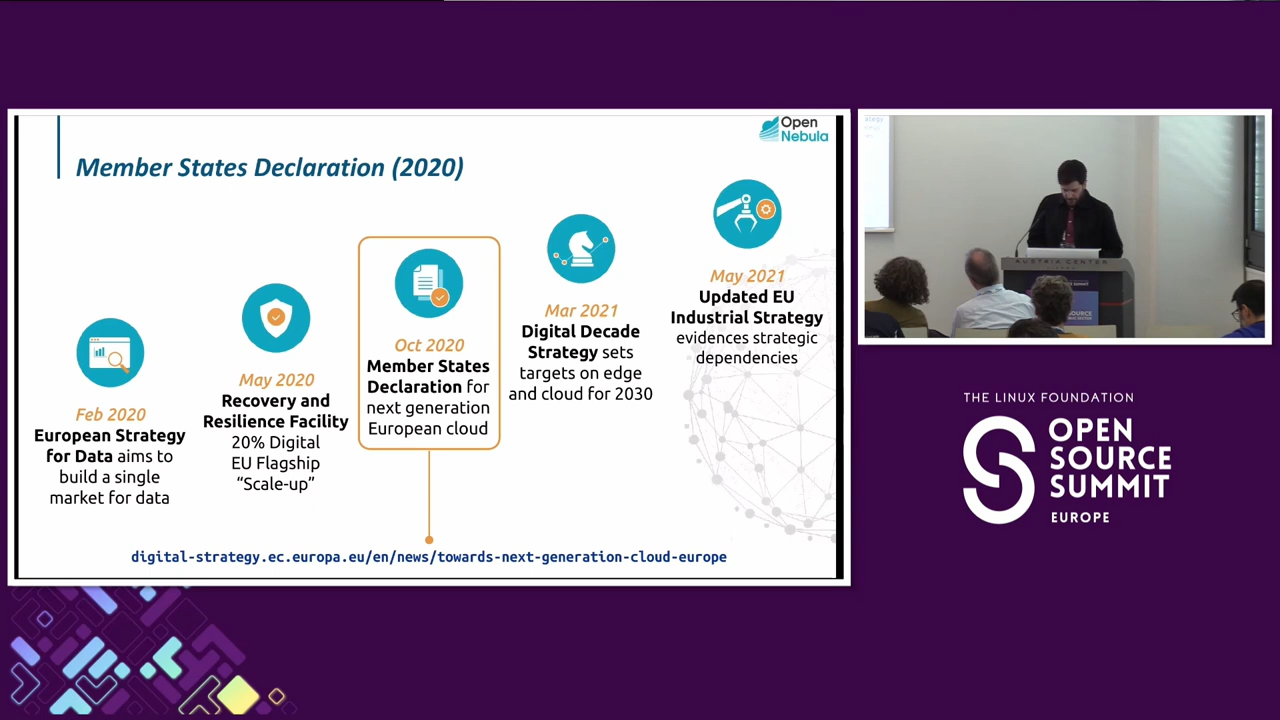 Open
Nebula
Member States Declaration (2020)
Feb 2020
European Strategy
for Data aims to
build a single
market for data
May 2020
Recovery and
Resilience Facility
20% Digital
EU Flagship
“Scale-up”
Oct 2020
Member States
Declaration for
next generation
European cloud
Mar 2021
Digital Decade
Strategy sets
targets on edge
and cloud for 2030
May 2021
Updated EU
Industrial Strategy
evidences strategic
dependencies
digital-strategy.ec.europa.eu/en/news/towards-next-generation-cloud-europe
AUSTRIA CENTER
THE LINUX FOUNDATION
OPEN
SOURCE
SUMMIT
EUROPE